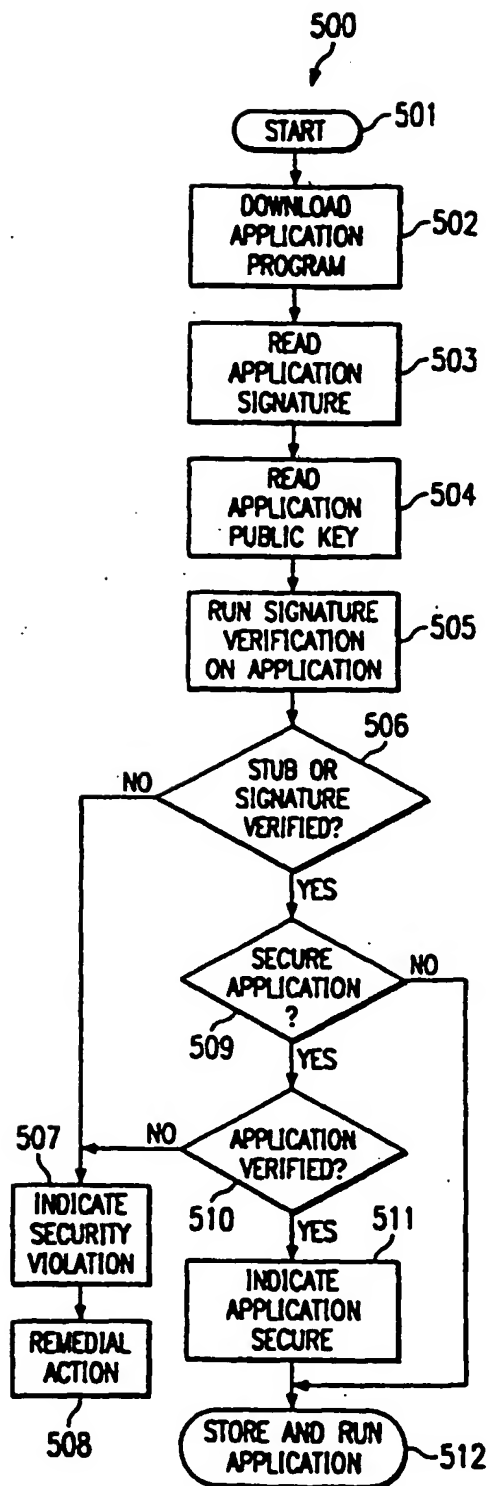 500
START
501
DOWNLOAD
APPLICATION
PROGRAM
502
READ
APPLICATION
SIGNATURE
503
READ
APPLICATION
PUBLIC KEY
504
RUN SIGNATURE
VERIFICATION
ON APPLICATION
505
506
STUB OR
SIGNATURE
VERIFIED?
NO
YES
SECURE
APPLICATION
?
509
NO
YES
APPLICATION
VERIFIED?
510
NO
YES
507
INDICATE
SECURITY
VIOLATION
511
INDICATE
APPLICATION
SECURE
REMEDIAL
ACTION
508
STORE AND RUN
APPLICATION
512